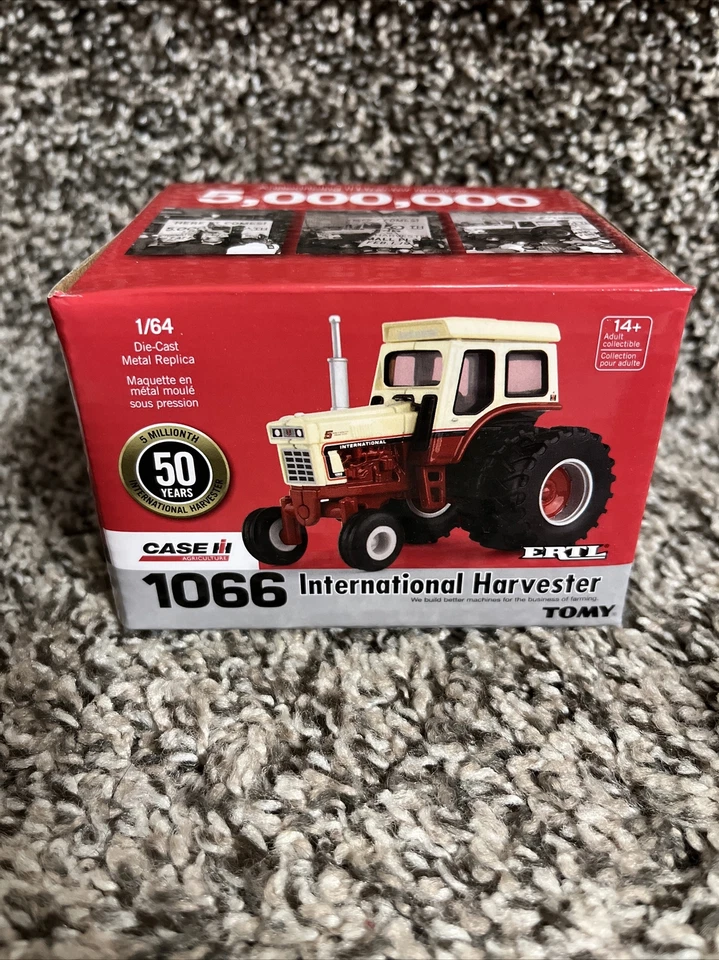 5,000,000
1/64
Die-Cast
Metal Replica
Maquette en
métal moulé
sous pression
14+
Adult
collectible
Collection
pour adulte
5 MILLIONTH
50
YEARS
INTERNATIONAL HARVESTER
5
INTERNATIONAL
CASE IH
AGRICULTURE
ERTL
1066 International Harvester
We build better machines for the business of farming.
TOMY